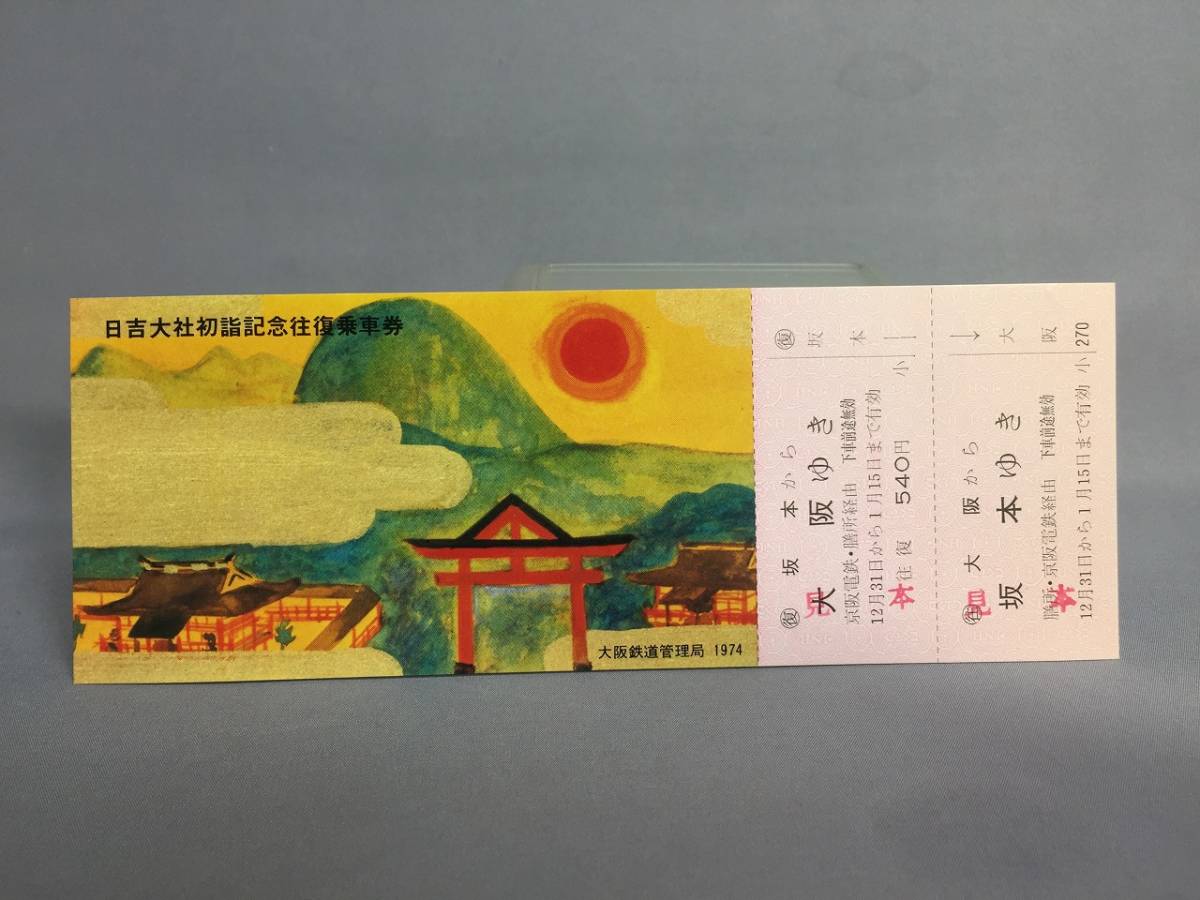 日吉大社初詣記念往復乗車券
大阪鉄道管理局 1974
復 坂本から
大阪ゆき
京阪電鉄・膳所経由 下車前途無効
12月31日から1月15日まで有効
往復 540円
見本
復 坂本
小
大阪から
坂本ゆき
膳所・京阪電鉄経由 下車前途無効
12月31日から1月15日まで有効
見本
↓ 大阪
小 270